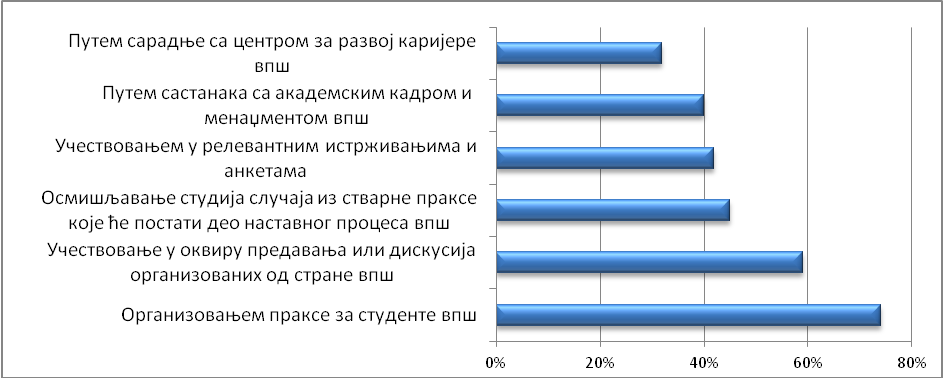 Путем сарадње са центром за развој каријере
впш
Путем састанака са академским кадром и
менаџментом впш
Учествовањем у релевантним истрживањима и
анкетама
Осмишљавање студија случаја из стварне праксе
које ће постати део наставног процеса впш
Учествовање у оквиру предавања или дискусија
организованих од стране впш
Организовањем праксе за студенте впш
0% 20% 40% 60% 80%